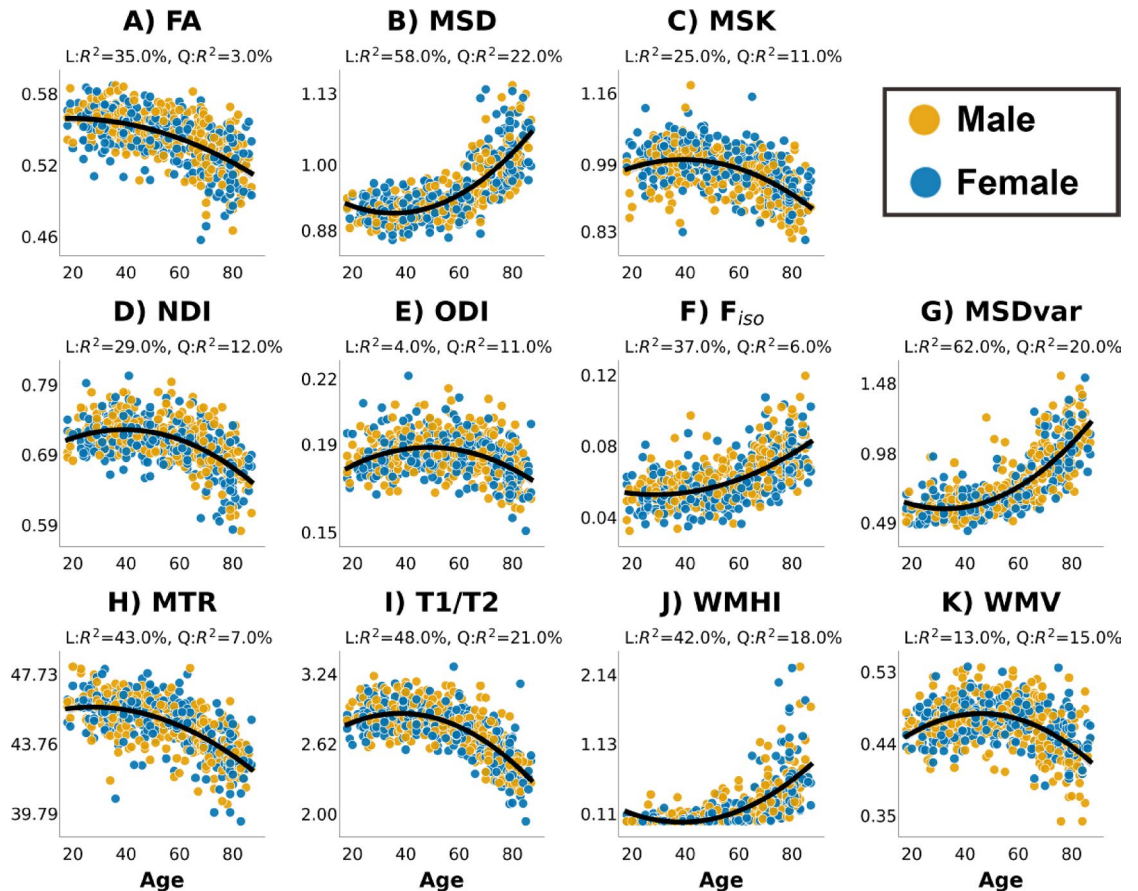 A) FA
B) MSD
C) MSK
L:R²=35.0%, Q:R²=3.0%
L:R²=58.0%, Q:R²=22.0%
L:R²=25.0%, Q:R²=11.0%
0.58
0.52
0.46
20 40 60 80
1.13
1.00
0.88
20 40 60 80
1.16
0.99
0.83
20 40 60 80
Male
Female
D) NDI
E) ODI
F) Fiso
G) MSDvar
L:R²=29.0%, Q:R²=12.0%
L:R²=4.0%, Q:R²=11.0%
L:R²=37.0%, Q:R²=6.0%
L:R²=62.0%, Q:R²=20.0%
0.79
0.69
0.59
20 40 60 80
0.22
0.19
0.15
20 40 60 80
0.12
0.08
0.04
20 40 60 80
1.48
0.98
0.49
20 40 60 80
H) MTR
I) T1/T2
J) WMHI
K) WMV
L:R²=43.0%, Q:R²=7.0%
L:R²=48.0%, Q:R²=21.0%
L:R²=42.0%, Q:R²=18.0%
L:R²=13.0%, Q:R²=15.0%
47.73
43.76
39.79
20 40 60 80
Age
3.24
2.62
2.00
20 40 60 80
Age
2.14
1.13
0.11
20 40 60 80
Age
0.53
0.44
0.35
20 40 60 80
Age